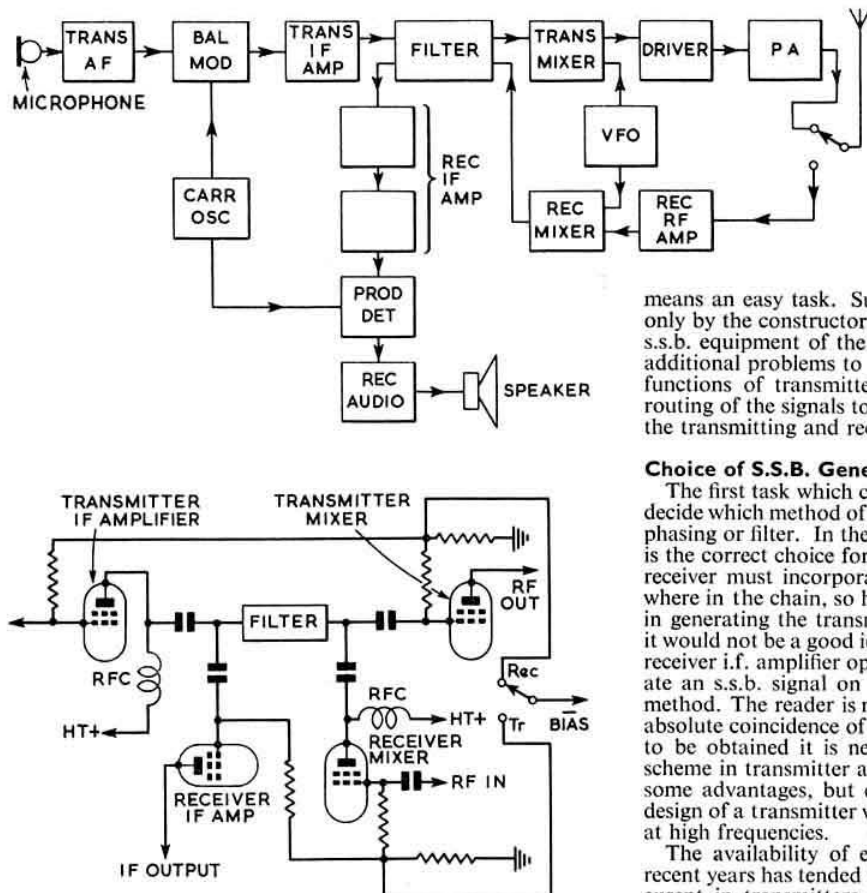 TRANS
AF
BAL
MOD
TRANS
IF
AMP
FILTER
TRANS
MIXER
DRIVER
PA
MICROPHONE
CARR
OSC
REC
IF
AMP
VFO
REC
MIXER
REC
RF
AMP
PROD
DET
REC
AUDIO
SPEAKER
means an easy task. Su
only by the constructor
s.s.b. equipment of the
additional problems to
functions of transmitte
routing of the signals to
the transmitting and rec
Choice of S.S.B. Gene
The first task which c
decide which method of
phasing or filter. In the
is the correct choice for
receiver must incorpora
where in the chain, so h
in generating the transm
it would not be a good ic
receiver i.f. amplifier op
ate an s.s.b. signal on
method. The reader is r
absolute coincidence of
to be obtained it is ne
scheme in transmitter a
some advantages, but
design of a transmitter v
at high frequencies.
The availability of e
recent years has tended
TRANSMITTER
IF AMPLIFIER
TRANSMITTER
MIXER
FILTER
RF
OUT
RFC
HT+
RFC
HT+
RECEIVER
MIXER
RF IN
RECEIVER
IF AMP
IF OUTPUT
Rec
Tr
BIAS